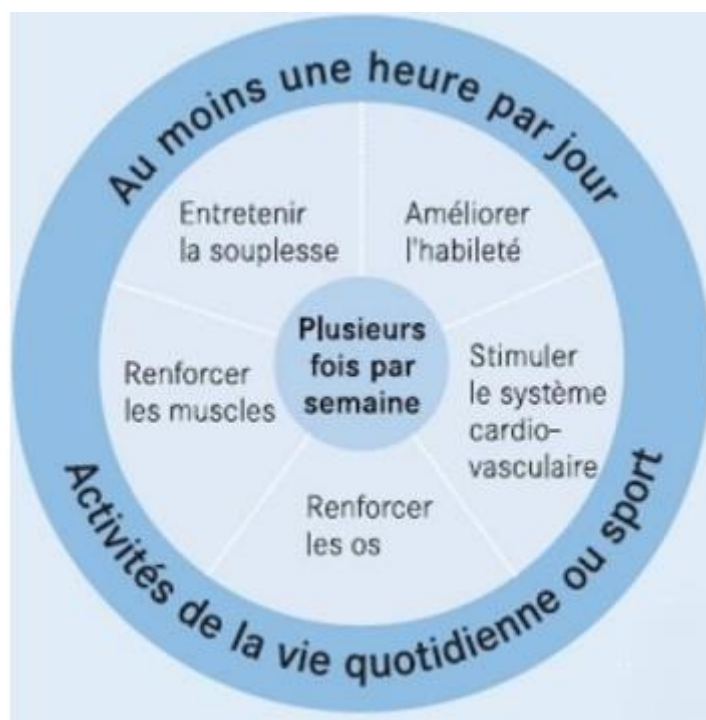 Au moins une heure par jour
Entretenir
la souplesse
Améliorer
l'habileté
Plusieurs
fois par
semaine
Renforcer
les muscles
Stimuler
le système
cardio-
vasculaire
Renforcer
les os
Activités de la vie quotidienne ou sport